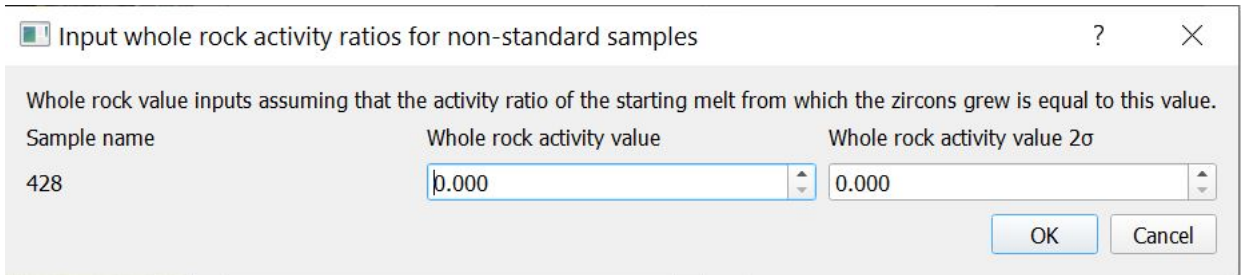 Input whole rock activity ratios for non-standard samples ?
Whole rock value inputs assuming that the activity ratio of the starting melt from which the zircons grew is equal to this value.
Sample name Whole rock activity value Whole rock activity value 2σ
428 0.000 0.000
OK Cancel